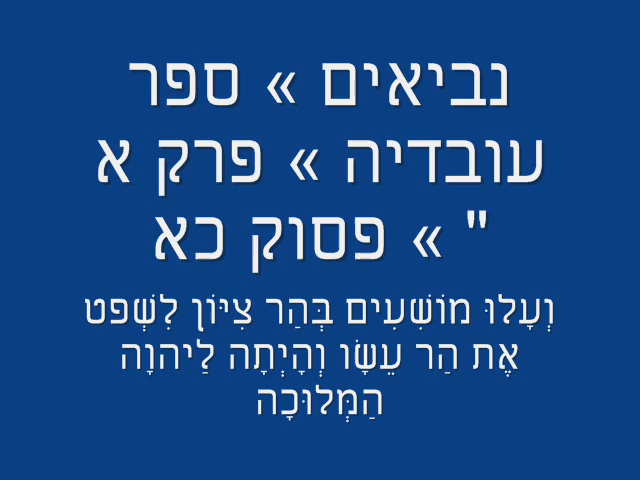 נביאים » ספר
עובדיה » פרק א
" » פסוק כא
וְעָלוּ מוֹשִׁעִים בְּהַר צִיּוֹן לִשְׁפּט
אֶת הַר עֵשָׂו וְהָיְתָה לַיהוָה
הַמְּלוּכָה